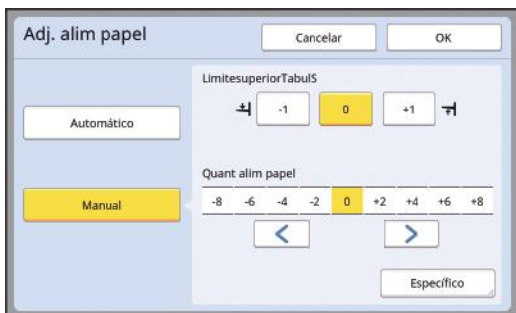 Adj. alim papel
Cancelar
OK
LimitesuperiorTabulS
-1 0 +1
Automático
Quant alim papel
Manual
-8 -6 -4 -2 0 +2 +4 +6 +8
Específico